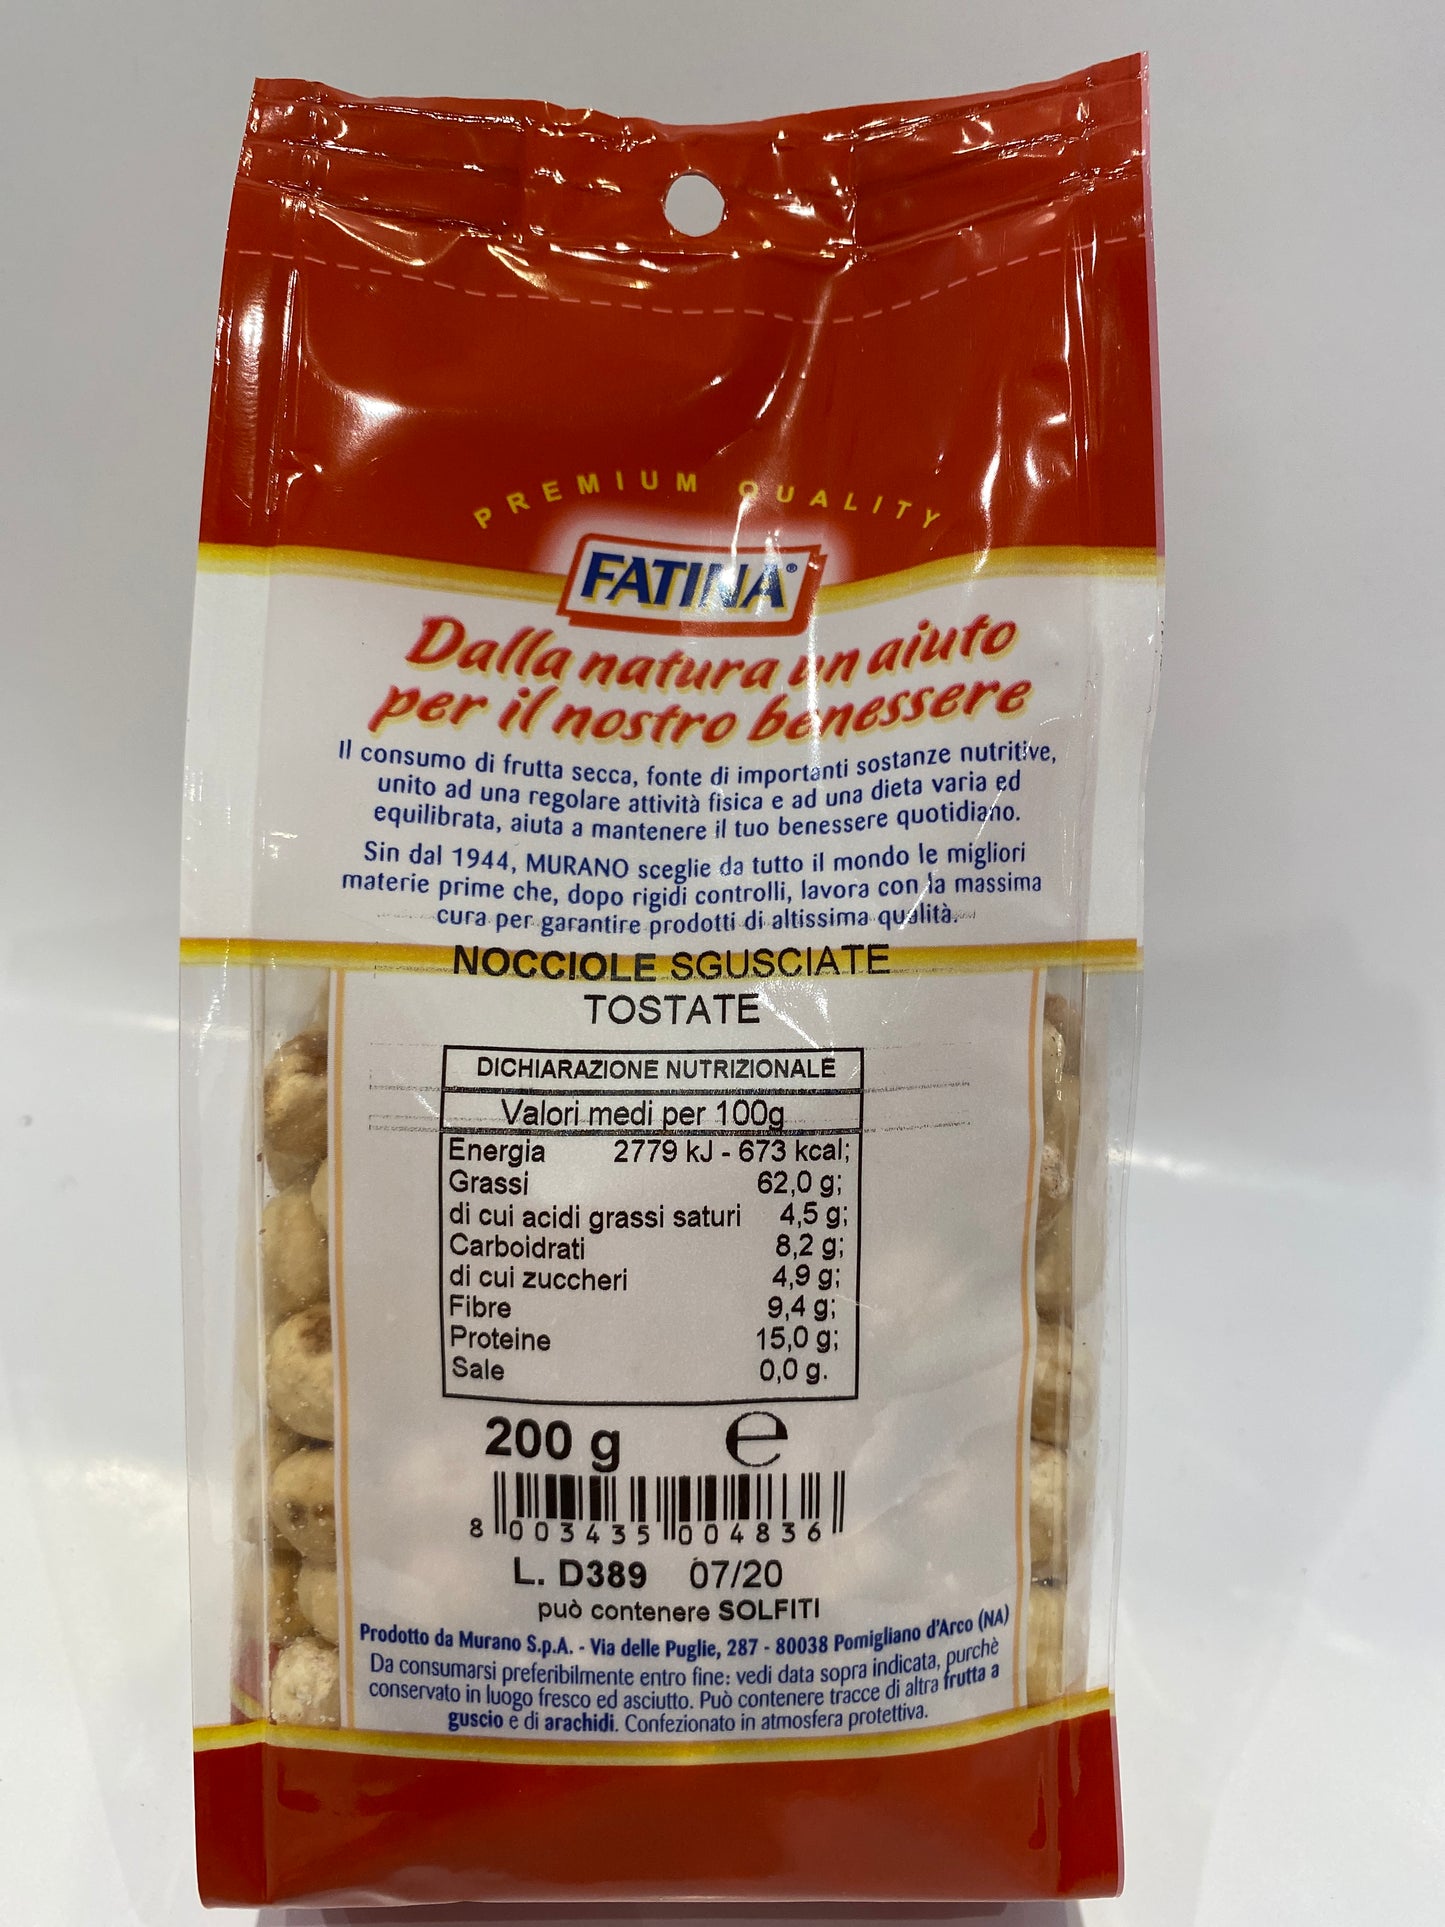 PREMIUM QUALITY
FATINA®
Dalla natura un aiuto
per il nostro benessere
Il consumo di frutta secca, fonte di importanti sostanze nutritive,
unito ad una regolare attività fisica e ad una dieta varia ed
equilibrata, aiuta a mantenere il tuo benessere quotidiano.
Sin dal 1944, MURANO sceglie da tutto il mondo le migliori
materie prime che, dopo rigidi controlli, lavora con la massima
cura per garantire prodotti di altissima qualità.
NOCCIOLE SGUSCIATE
TOSTATE
DICHIARAZIONE NUTRIZIONALE
Valori medi per 100g
Energia 2779 kJ - 673 kcal;
Grassi 62,0 g;
di cui acidi grassi saturi 4,5 g;
Carboidrati 8,2 g;
di cui zuccheri 4,9 g;
Fibre 9,4 g;
Proteine 15,0 g;
Sale 0,0 g.
200 g ℮
8 003435 004836
L. D389 07/20
può contenere SOLFITI
Prodotto da Murano S.p.A. - Via delle Puglie, 287 - 80038 Pomigliano d'Arco (NA)
Da consumarsi preferibilmente entro fine: vedi data sopra indicata, purchè
conservato in luogo fresco ed asciutto. Può contenere tracce di altra frutta a
guscio e di arachidi. Confezionato in atmosfera protettiva.